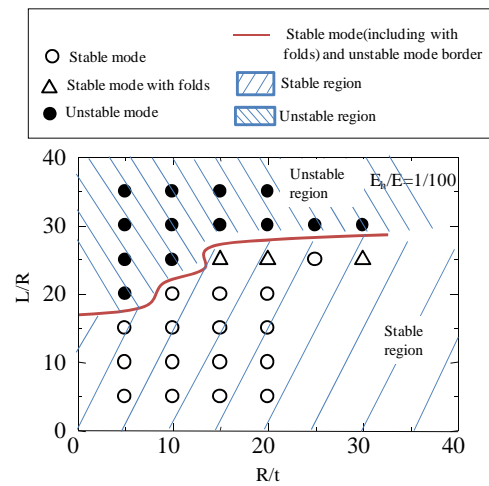 Stable mode
Stable mode with folds
Unstable mode
Stable mode(including with
folds) and unstable mode border
Stable region
Unstable region
40
30
20
10
0
L/R
Unstable
region
E_h/E=1/100
Stable
region
0
10
20
30
40
R/t